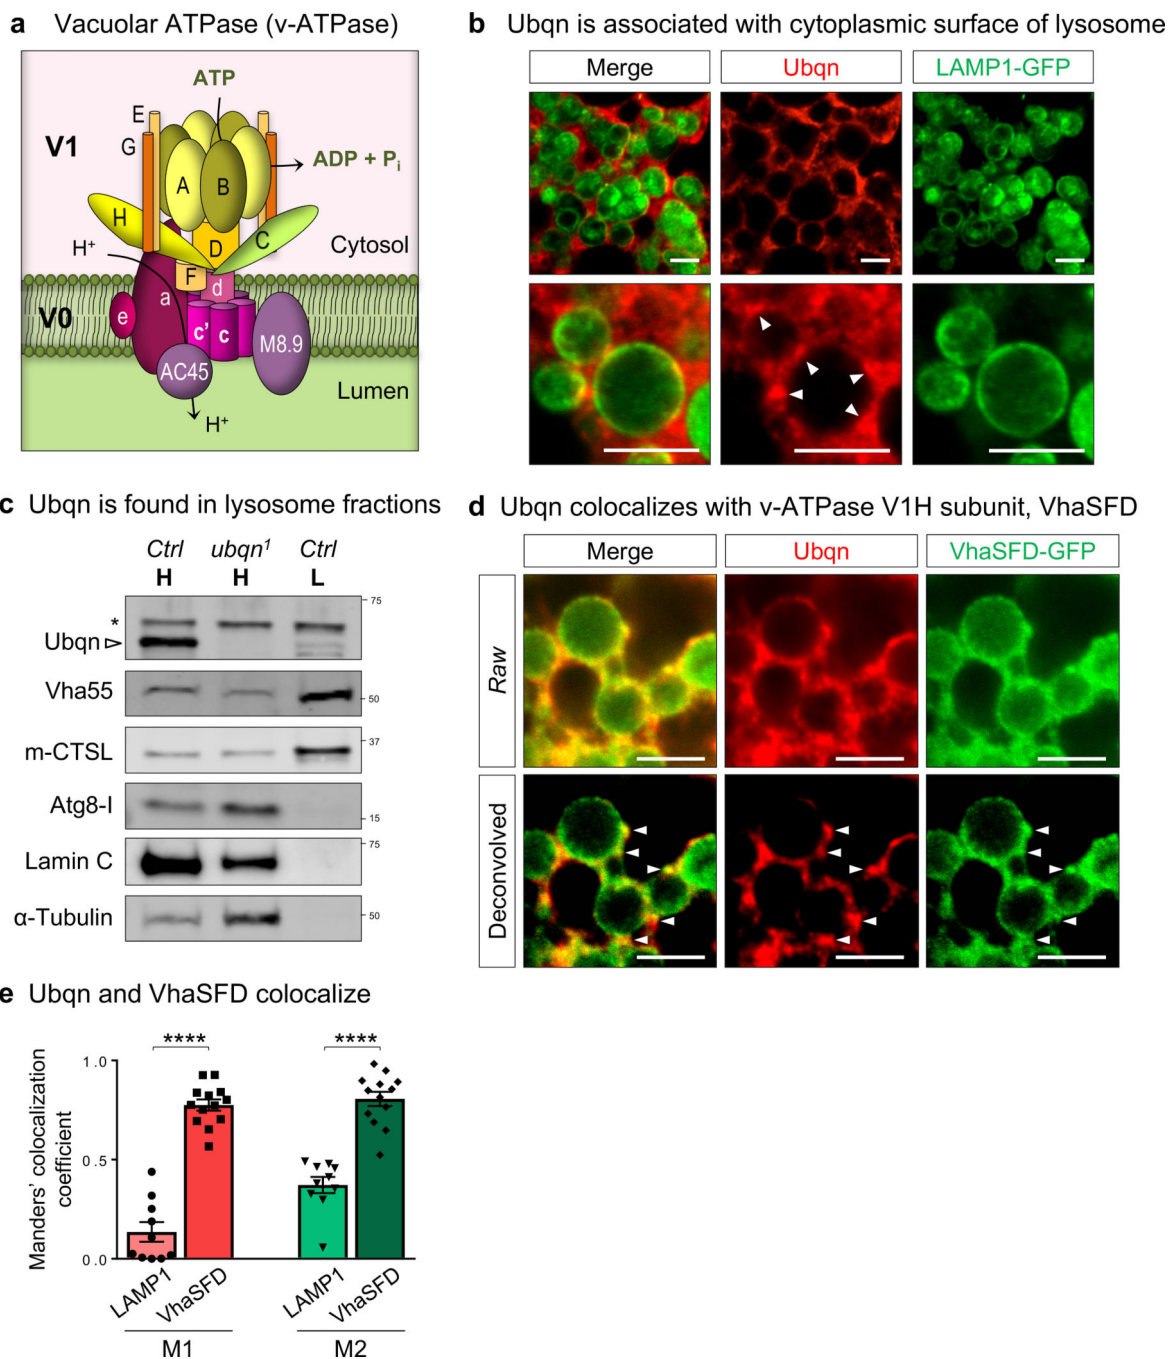 a Vacuolar ATPase (v-ATPase)
ATP
E
V1
G
ADP + Pi
A
B
H
C
H⁺
D
Cytosol
F
d
a
V0
e
c' c
M8.9
AC45
Lumen
H⁺
b Ubqn is associated with cytoplasmic surface of lysosome
Merge Ubqn LAMP1-GFP
c Ubqn is found in lysosome fractions
Ctrl ubqn¹ Ctrl
H H L
75
*
Ubqn
Vha55
50
37
m-CTSL
Atg8-I
15
75
Lamin C
α-Tubulin
50
d Ubqn colocalizes with v-ATPase V1H subunit, VhaSFD
Merge Ubqn VhaSFD-GFP
Raw
Deconvolved
e Ubqn and VhaSFD colocalize
**** ****
Manders' colocalization
coefficient
1.0
0.5
0.0
LAMP1 VhaSFD LAMP1 VhaSFD
M1 M2